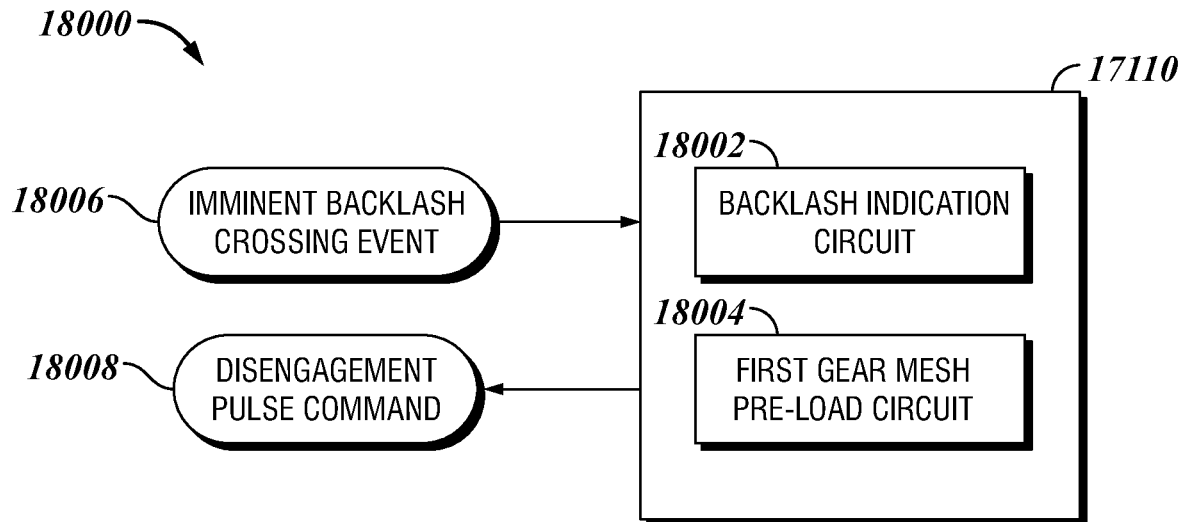 18000
17110
18002
18006
IMMINENT BACKLASH
CROSSING EVENT
BACKLASH INDICATION
CIRCUIT
18004
18008
DISENGAGEMENT
PULSE COMMAND
FIRST GEAR MESH
PRE-LOAD CIRCUIT